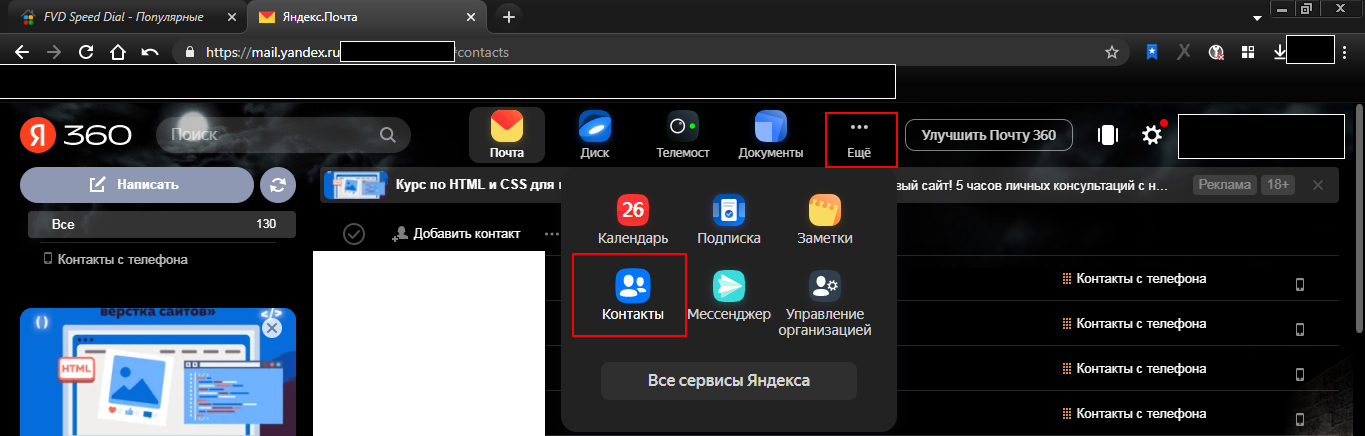 FVD Speed Dial - Популярные
Яндекс.Почта
https://mail.yandex.ru
#contacts
Я 360
Поиск
Почта
Диск
Телемост
Документы
Ещё
Улучшить Почту 360
Написать
Курс по HTML и CSS для
вый сайт! 5 часов личных консультаций с н...
Реклама
18+
Все
130
Добавить контакт
Контакты с телефона
26
Календарь
Подписка
Заметки
Контакты
Мессенджер
Управление
организацией
Все сервисы Яндекса
Контакты с телефона
Контакты с телефона
Контакты с телефона
Контакты с телефона
вёрстка сайтов»
HTML